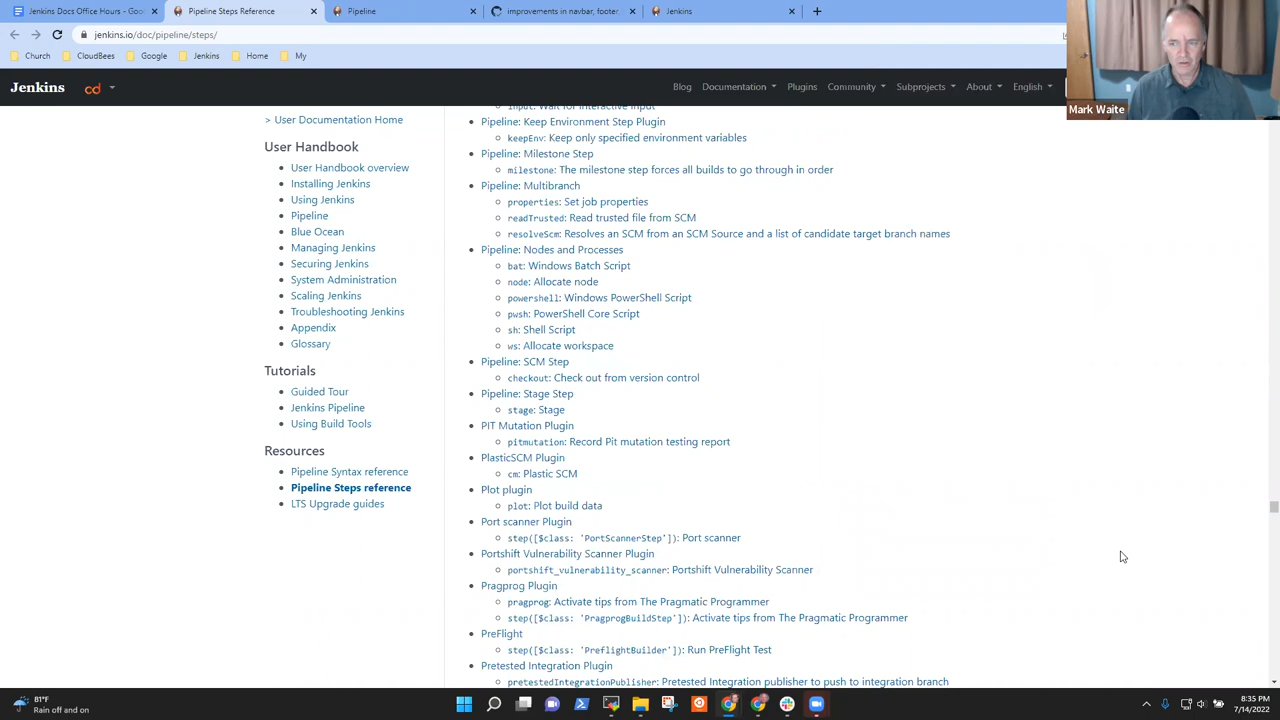 Jenkins Docs Office Hours - Goo
Pipeline Steps Reference
Pipeline
improvements in navbar, footer.
Jenkins
jenkins.io/doc/pipeline/steps/
Church
CloudBees
Google
Jenkins
Home
My
Jenkins
cd
Blog
Documentation
Plugins
Community
Subprojects
About
English
Mark Waite
> User Documentation Home
User Handbook
User Handbook overview
Installing Jenkins
Using Jenkins
Pipeline
Blue Ocean
Managing Jenkins
Securing Jenkins
System Administration
Scaling Jenkins
Troubleshooting Jenkins
Appendix
Glossary
Tutorials
Guided Tour
Jenkins Pipeline
Using Build Tools
Resources
Pipeline Syntax reference
Pipeline Steps reference
LTS Upgrade guides
input: Wait for interactive input
Pipeline: Keep Environment Step Plugin
keepEnv: Keep only specified environment variables
Pipeline: Milestone Step
milestone: The milestone step forces all builds to go through in order
Pipeline: Multibranch
properties: Set job properties
readTrusted: Read trusted file from SCM
resolveScm: Resolves an SCM from an SCM Source and a list of candidate target branch names
Pipeline: Nodes and Processes
bat: Windows Batch Script
node: Allocate node
powershell: Windows PowerShell Script
pwsh: PowerShell Core Script
sh: Shell Script
ws: Allocate workspace
Pipeline: SCM Step
checkout: Check out from version control
Pipeline: Stage Step
stage: Stage
PIT Mutation Plugin
pitmutation: Record Pit mutation testing report
PlasticSCM Plugin
cm: Plastic SCM
Plot plugin
plot: Plot build data
Port scanner Plugin
step([$class: 'PortScannerStep']): Port scanner
Portshift Vulnerability Scanner Plugin
portshift_vulnerability_scanner: Portshift Vulnerability Scanner
Pragprog Plugin
pragprog: Activate tips from The Pragmatic Programmer
step([$class: 'PragprogBuildStep']): Activate tips from The Pragmatic Programmer
PreFlight
step([$class: 'PreflightBuilder']): Run PreFlight Test
Pretested Integration Plugin
pretestedIntegrationPublisher: Pretested Integration publisher to push to integration branch
81°F
Rain off and on
8:35 PM
7/14/2022